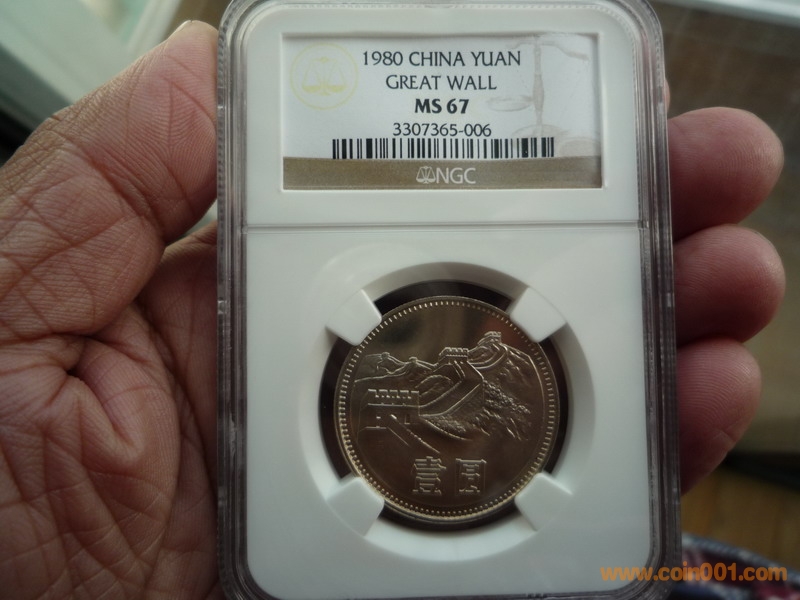 1980 CHINA YUAN
GREAT WALL
MS 67
3307365-006
NGC
壹圆
www.coin001.com